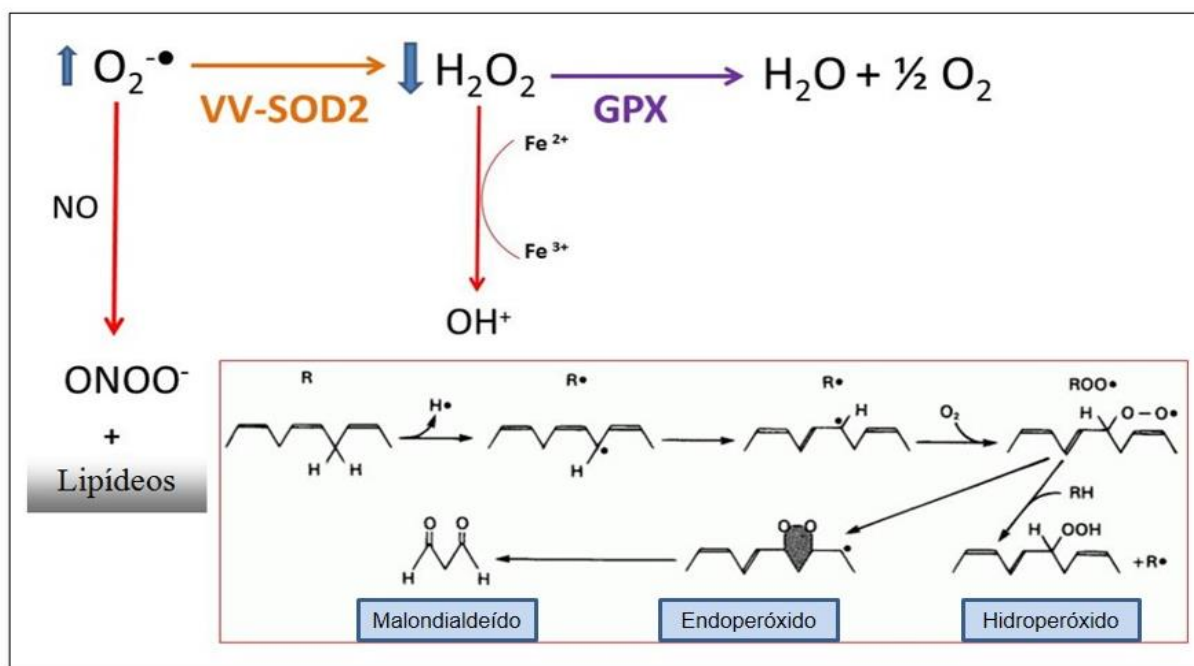 O₂⁻• H₂O₂ H₂O + ½ O₂
VV-SOD2 GPX
NO
Fe ²⁺
Fe ³⁺
OH⁺
ONOO⁻
+
Lipídeos
R R• R• ROO•
H• H O₂ H O–O•
H H H
RH
O O O O H OOH
H H +R•
Malondialdeído Endoperóxido Hidroperóxido